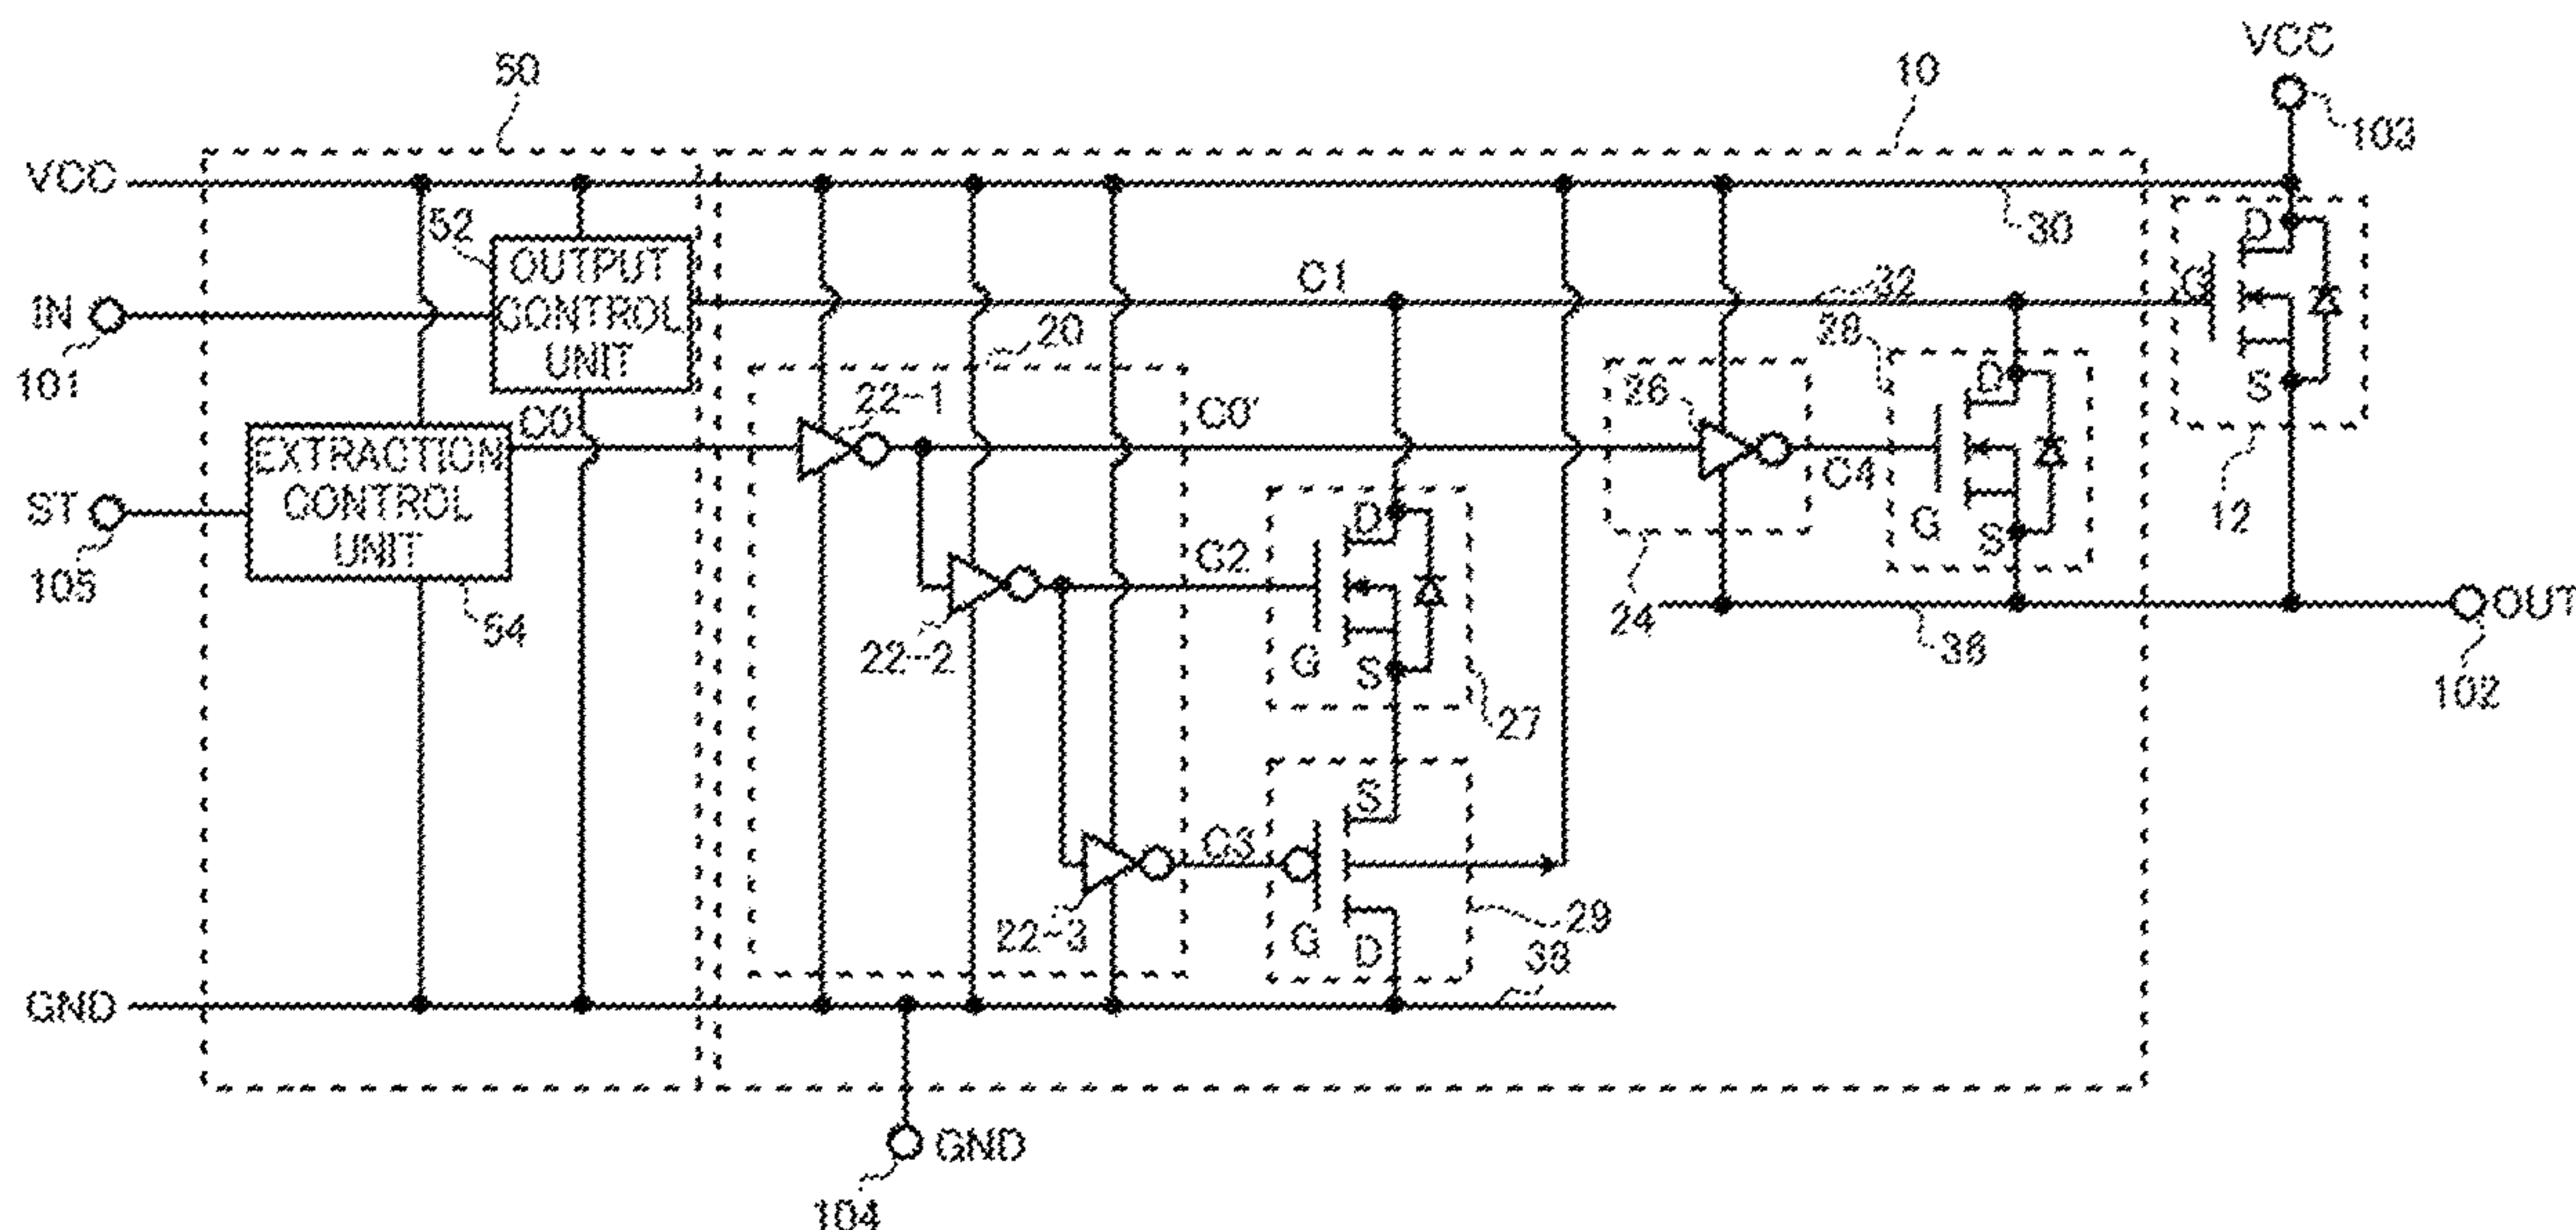 VCC
50
10
VCC
103
52
30
D
OUTPUT
CONTROL
UNIT
C1
32
G
IN
101
20
28
S
22-1
C0
C0'
26
D
EXTRACTION
CONTROL
UNIT
C4
12
G
S
ST
105
C2
D
24
OUT
54
22-2
G
S
36
102
27
S
C3
22-3
G
D
29
38
GND
GND
104